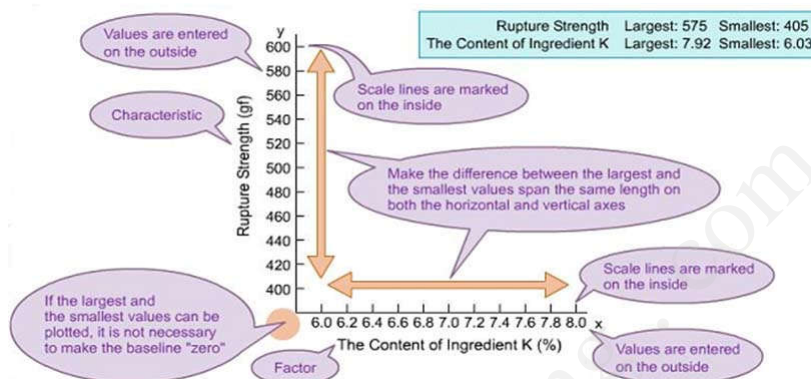 Rupture Strength Largest: 575 Smallest: 405
The Content of Ingredient K Largest: 7.92 Smallest: 6.03
Values are entered
on the outside
y
600
580
560
540
520
500
480
460
440
420
400
Rupture Strength (gf)
Characteristic
Scale lines are marked
on the inside
Make the difference between the largest and
the smallest values span the same length on
both the horizontal and vertical axes
Scale lines are marked
on the inside
If the largest and
the smallest values can be
plotted, it is not necessary
to make the baseline "zero"
6.0 6.2 6.4 6.6 6.8 7.0 7.2 7.4 7.6 7.8 8.0 x
The Content of Ingredient K (%)
Factor
Values are entered
on the outside